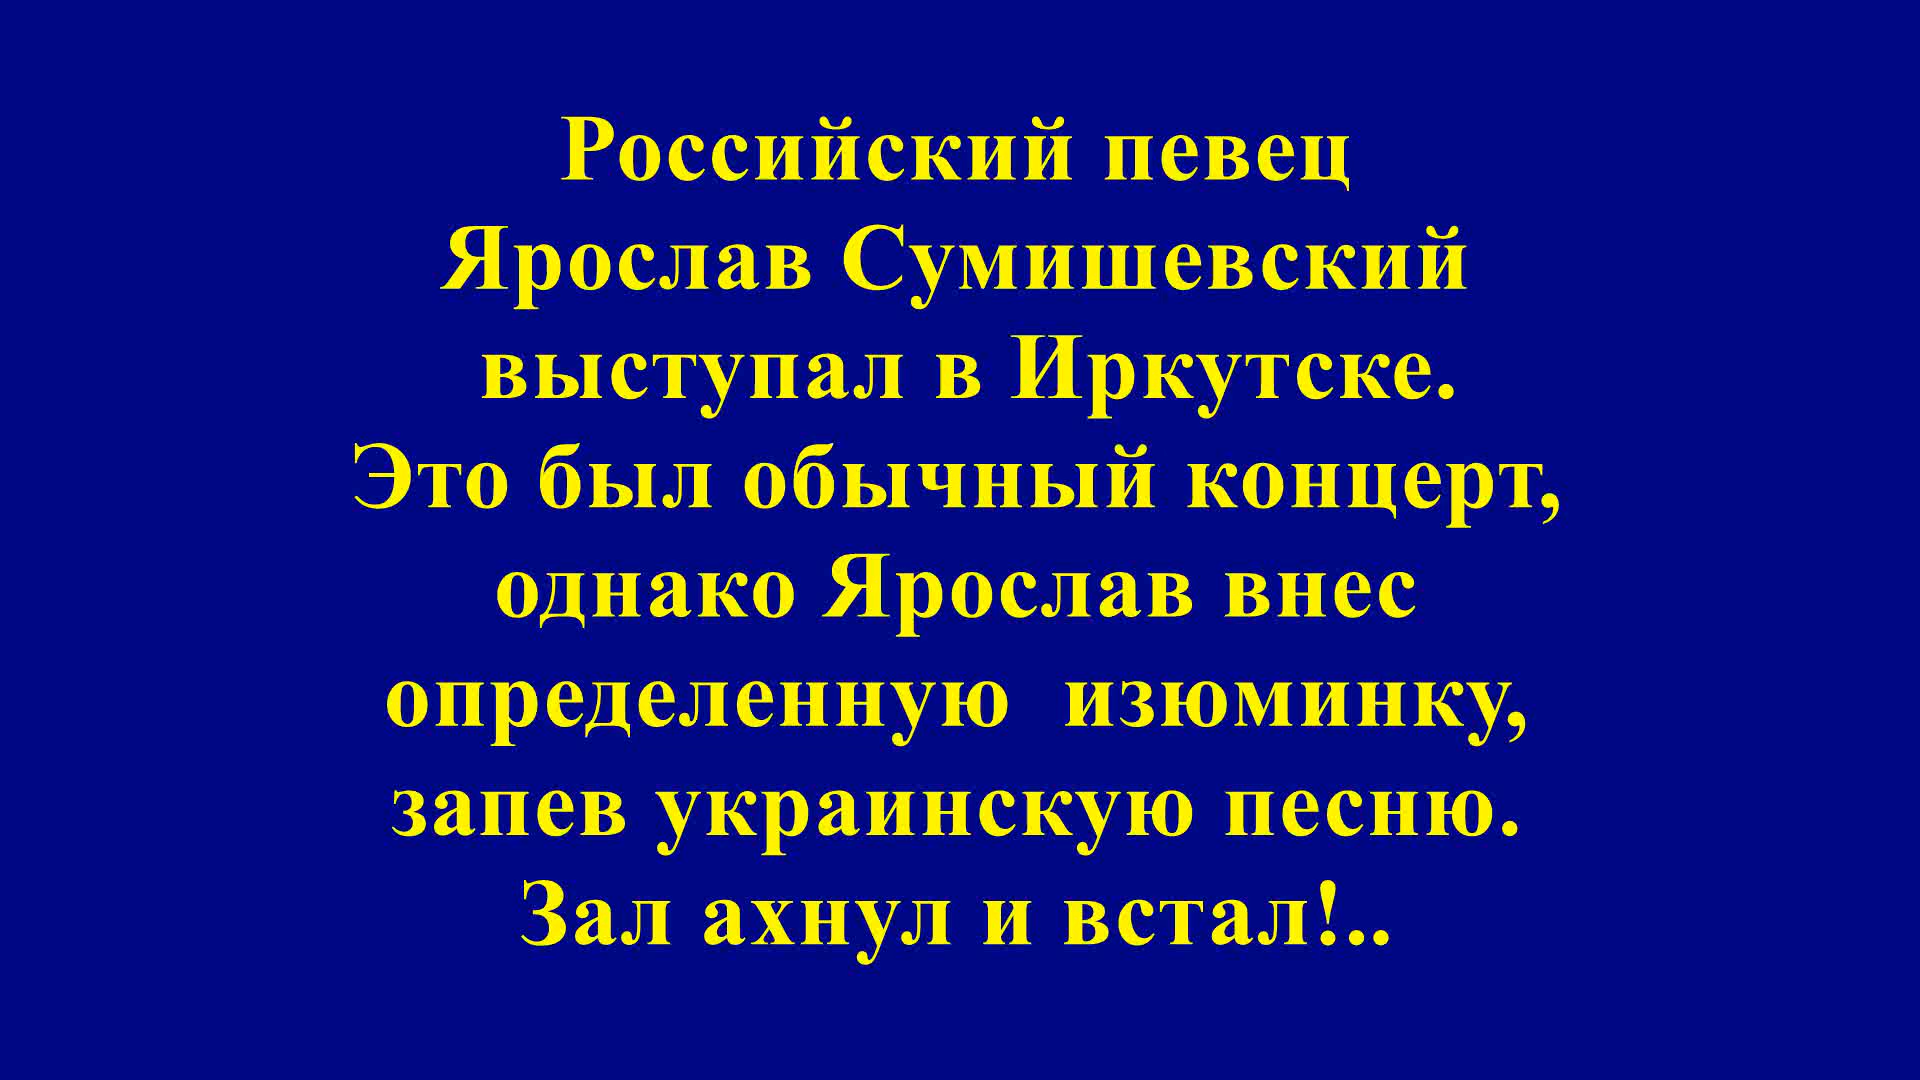 Российский певец
Ярослав Сумишевский
выступал в Иркутске.
Это был обычный концерт,
однако Ярослав внес
определенную  изюминку,
запев украинскую песню.
Зал ахнул и встал!..